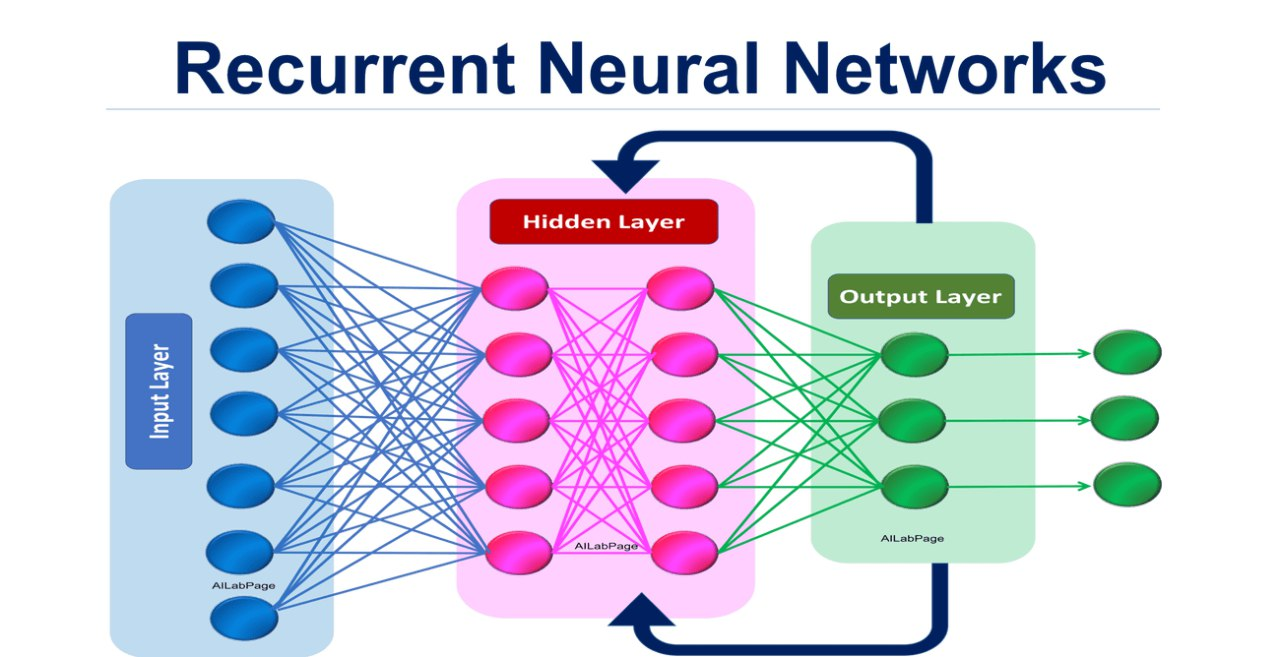 Recurrent Neural Networks
Input Layer
AILabPage
Hidden Layer
AILabPage
Output Layer
AILabPage